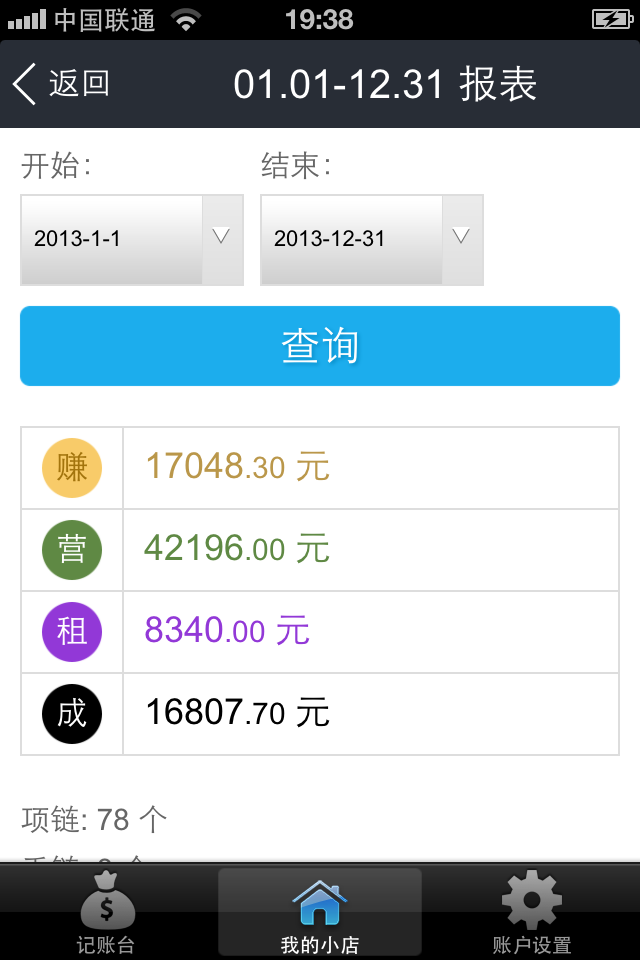 中国联通 19:38
返回 01.01-12.31 报表
开始: 结束:
2013-1-1 2013-12-31
查询
赚 17048.30 元
营 42196.00 元
租 8340.00 元
成 16807.70 元
项链: 78 个
记账台 我的小店 账户设置